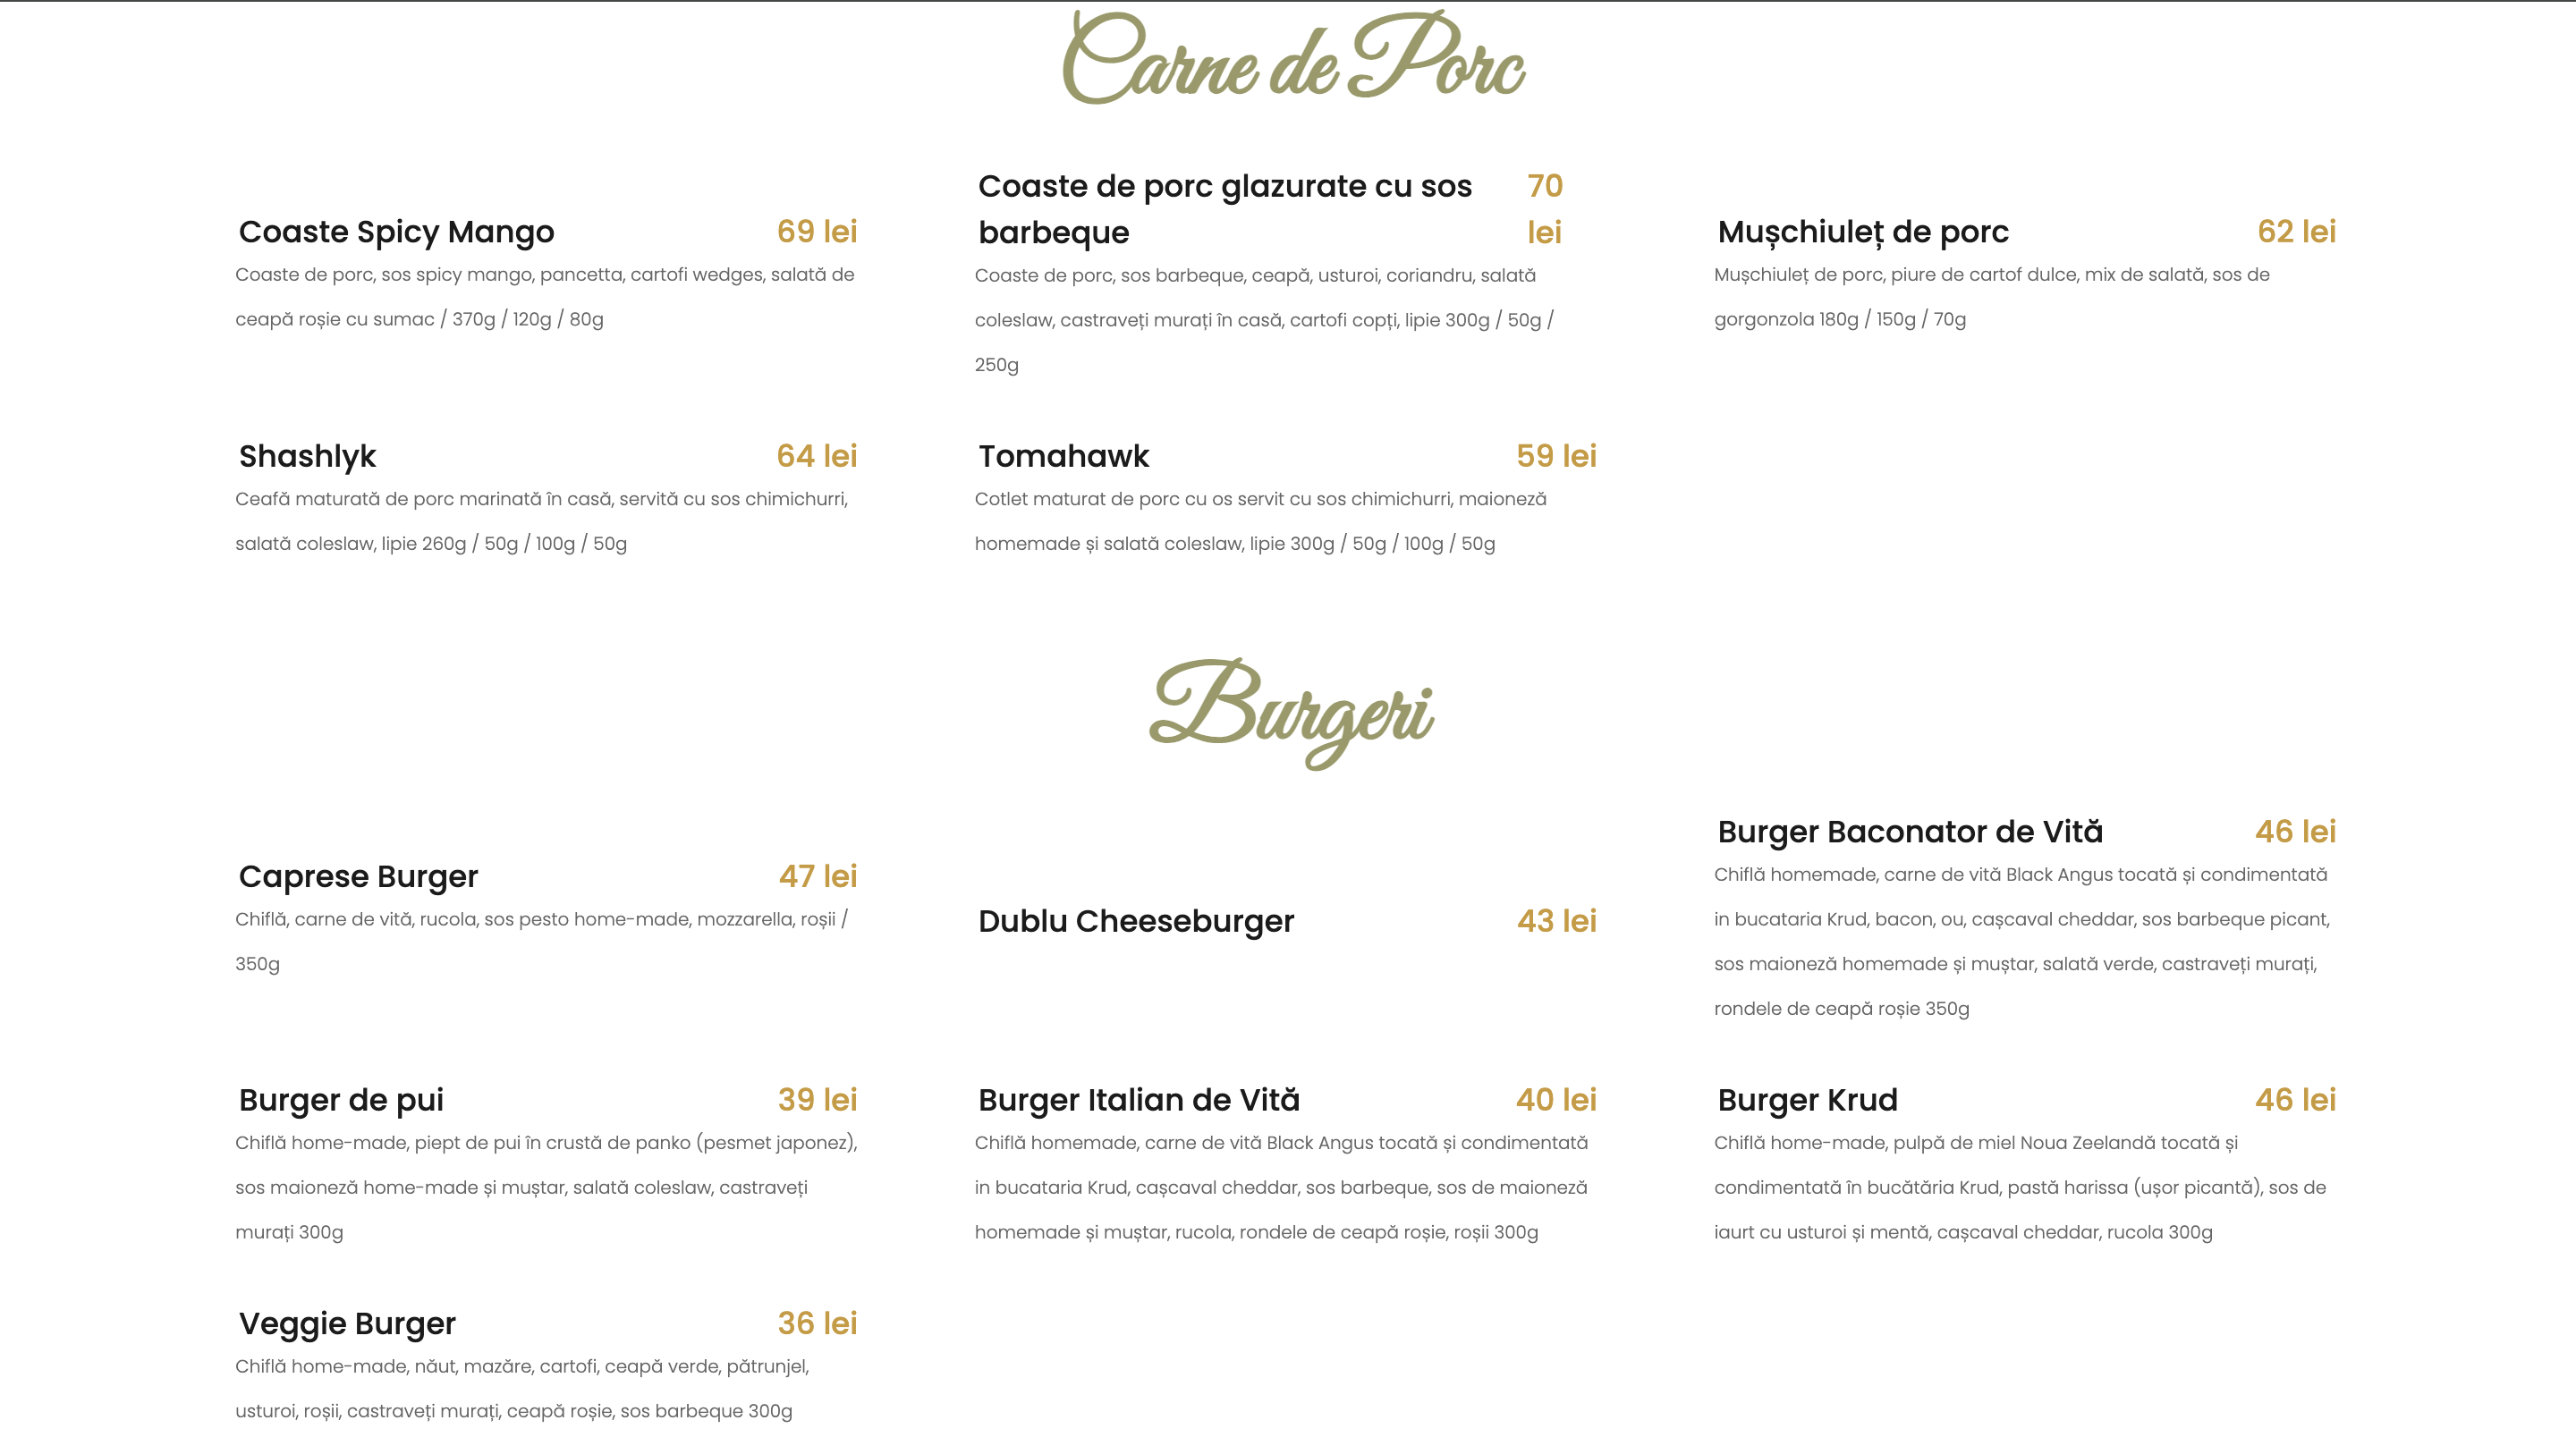 Carne de Porc
Coaste Spicy Mango 69 lei
Coaste de porc, sos spicy mango, pancetta, cartofi wedges, salată de
ceapă roșie cu sumac / 370g / 120g / 80g
Coaste de porc glazurate cu sos 70
barbeque lei
Coaste de porc, sos barbeque, ceapă, usturoi, coriandru, salată
coleslaw, castraveți murați în casă, cartofi copți, lipie 300g / 50g /
250g
Mușchiuleț de porc 62 lei
Mușchiuleț de porc, piure de cartof dulce, mix de salată, sos de
gorgonzola 180g / 150g / 70g
Shashlyk 64 lei
Ceafă maturată de porc marinată în casă, servită cu sos chimichurri,
salată coleslaw, lipie 260g / 50g / 100g / 50g
Tomahawk 59 lei
Cotlet maturat de porc cu os servit cu sos chimichurri, maioneză
homemade și salată coleslaw, lipie 300g / 50g / 100g / 50g
Burgeri
Caprese Burger 47 lei
Chiflă, carne de vită, rucola, sos pesto home-made, mozzarella, roșii /
350g
Dublu Cheeseburger 43 lei
Burger Baconator de Vită 46 lei
Chiflă homemade, carne de vită Black Angus tocată și condimentată
in bucataria Krud, bacon, ou, cașcaval cheddar, sos barbeque picant,
sos maioneză homemade și muștar, salată verde, castraveți murați,
rondele de ceapă roșie 350g
Burger de pui 39 lei
Chiflă home-made, piept de pui în crustă de panko (pesmet japonez),
sos maioneză home-made și muștar, salată coleslaw, castraveți
murați 300g
Burger Italian de Vită 40 lei
Chiflă homemade, carne de vită Black Angus tocată și condimentată
in bucataria Krud, cașcaval cheddar, sos barbeque, sos de maioneză
homemade și muștar, rucola, rondele de ceapă roșie, roșii 300g
Burger Krud 46 lei
Chiflă home-made, pulpă de miel Noua Zeelandă tocată și
condimentată în bucătăria Krud, pastă harissa (ușor picantă), sos de
iaurt cu usturoi și mentă, cașcaval cheddar, rucola 300g
Veggie Burger 36 lei
Chiflă home-made, năut, mazăre, cartofi, ceapă verde, pătrunjel,
usturoi, roșii, castraveți murați, ceapă roșie, sos barbeque 300g